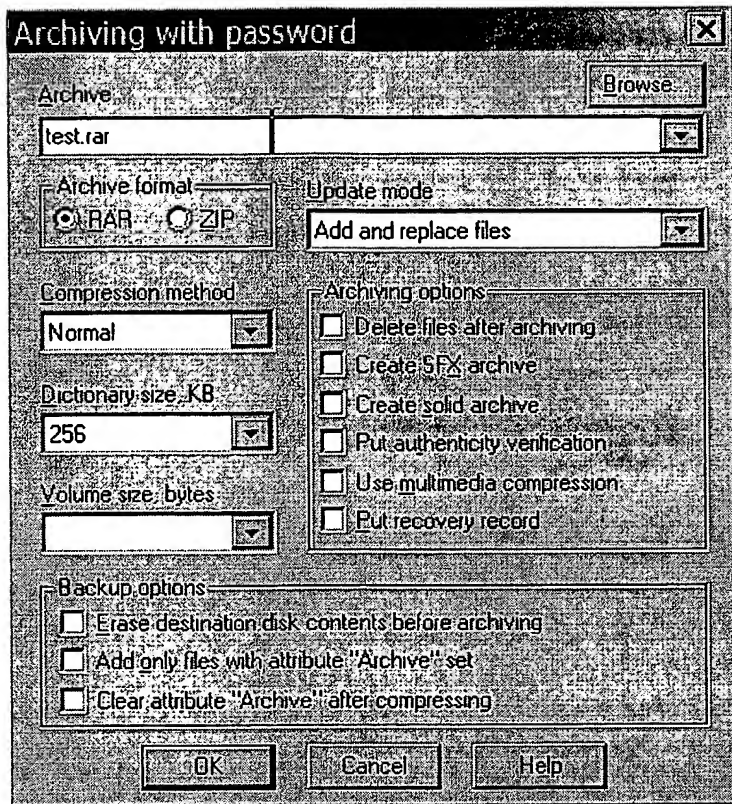 Archiving with password
Browse...
Archive
test.rar
Archive format
RAR ZIP
Update mode
Add and replace files
Compression method
Normal
Dictionary size, KB
256
Volume size, bytes
Archiving options
Delete files after archiving
Create SFX archive
Create solid archive
Put authenticity verification
Use multimedia compression
Put recovery record
Backup options
Erase destination disk contents before archiving
Add only files with attribute "Archive" set
Clear attribute "Archive" after compressing
OK
Cancel
Help